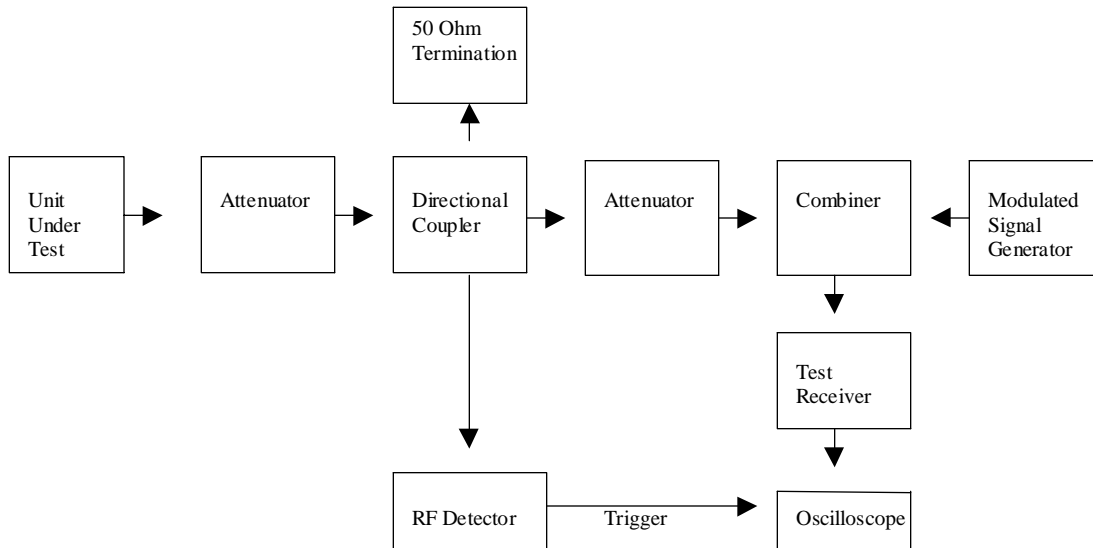 50 Ohm
Termination
Unit
Under
Test
Attenuator
Directional
Coupler
Attenuator
Combiner
Modulated
Signal
Generator
Test
Receiver
RF Detector
Trigger
Oscilloscope